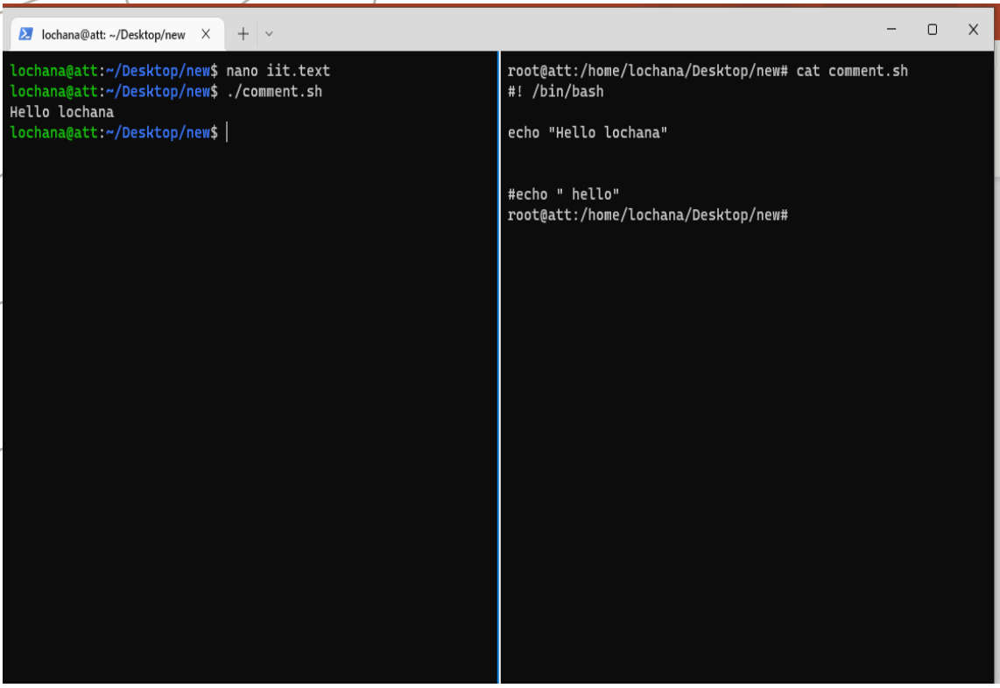 lochana@att: ~/Desktop/new
lochana@att:~/Desktop/new$ nano iit.text
lochana@att:~/Desktop/new$ ./comment.sh
Hello lochana
lochana@att:~/Desktop/new$
root@att:/home/lochana/Desktop/new# cat comment.sh
#! /bin/bash
echo "Hello lochana"
#echo " hello"
root@att:/home/lochana/Desktop/new#